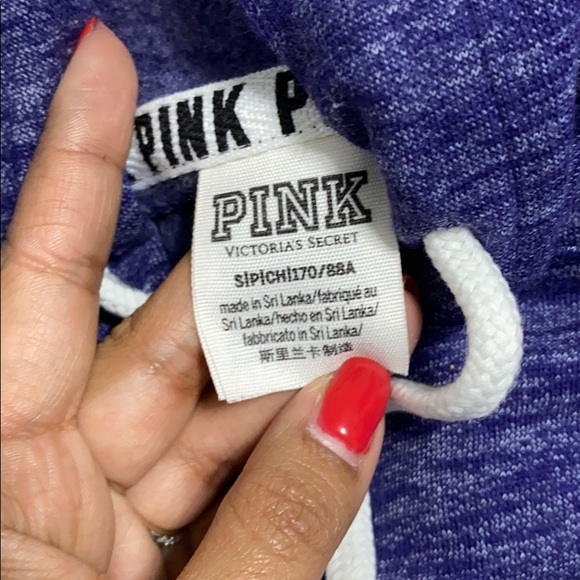 PINK P
PINK
VICTORIA'S SECRET
S|P|CH|170/88A
made in Sri Lanka/fabriqué au
Sri Lanka/hecho en Sri Lanka/
fabbricato in Sri Lanka/
斯里兰卡制造